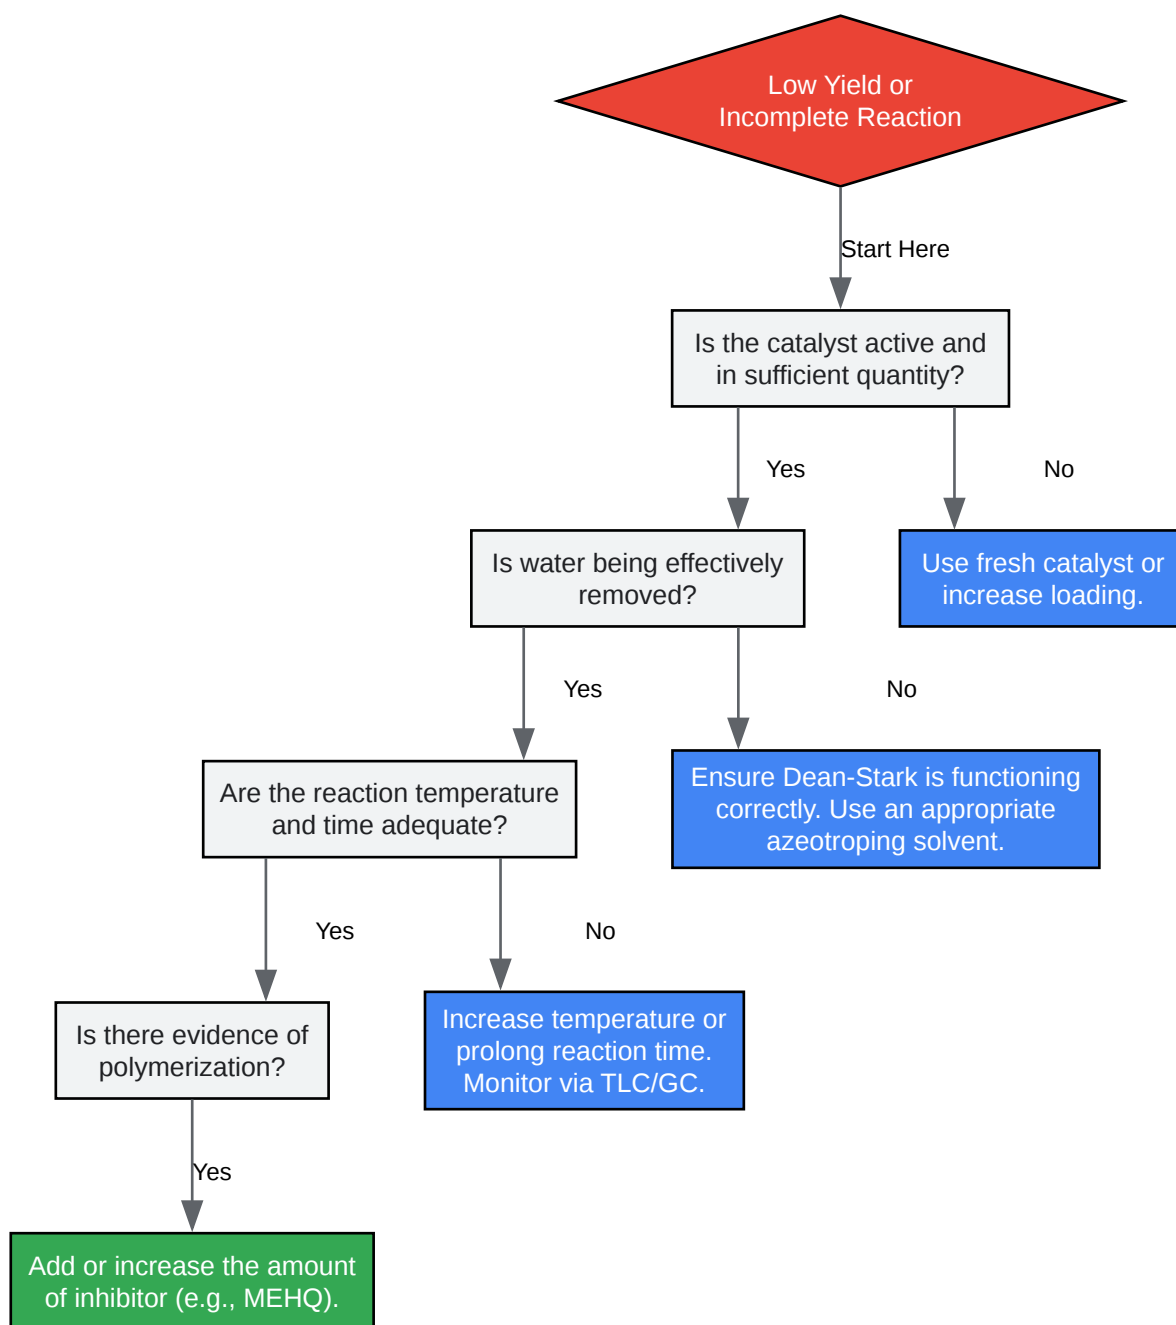 Low Yield or
Incomplete Reaction
Start Here
Is the catalyst active and
in sufficient quantity?
Yes
No
Is water being effectively
removed?
Use fresh catalyst or
increase loading.
Yes
No
Are the reaction temperature
and time adequate?
Ensure Dean-Stark is functioning
correctly. Use an appropriate
azeotroping solvent.
Yes
No
Is there evidence of
polymerization?
Increase temperature or
prolong reaction time.
Monitor via TLC/GC.
Yes
Add or increase the amount
of inhibitor (e.g., MEHQ).